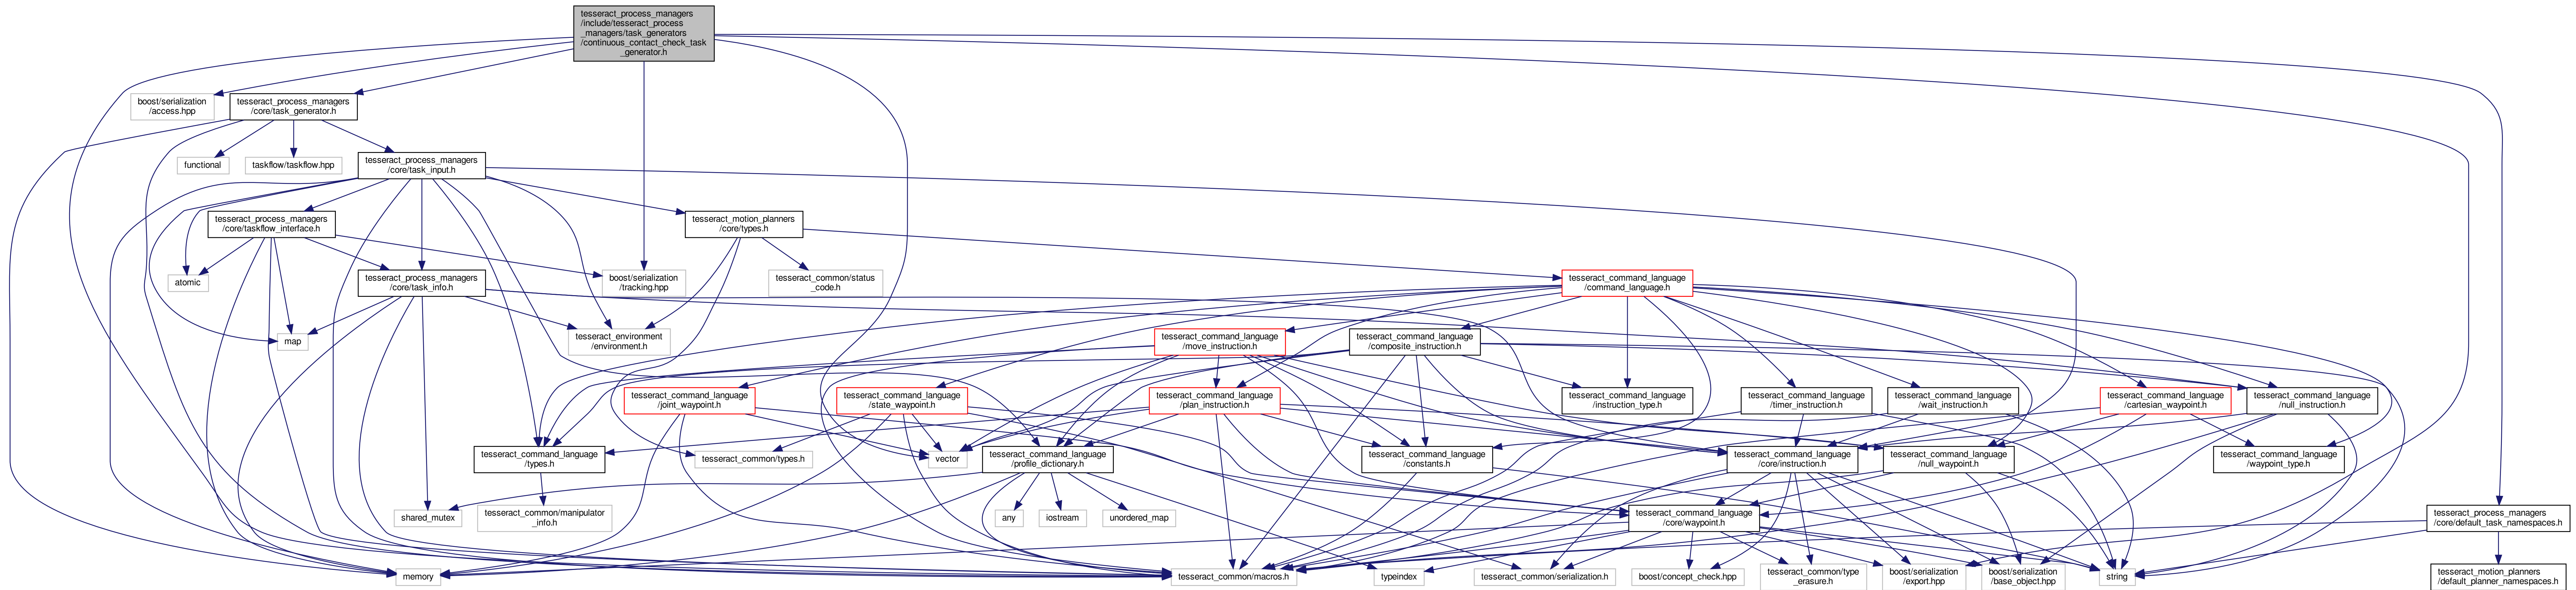 tesseract_process_managers
/include/tesseract_process
_managers/task_generators
/continuous_contact_check_task
_generator.h
boost/serialization
/access.hpp
tesseract_process_managers
/core/task_generator.h
functional
taskflow/taskflow.hpp
tesseract_process_managers
/core/task_input.h
tesseract_process_managers
/core/taskflow_interface.h
tesseract_motion_planners
/core/types.h
atomic
tesseract_process_managers
/core/task_info.h
boost/serialization
/tracking.hpp
tesseract_common/status
_code.h
tesseract_command_language
/command_language.h
map
tesseract_environment
/environment.h
tesseract_command_language
/move_instruction.h
tesseract_command_language
/composite_instruction.h
tesseract_command_language
/joint_waypoint.h
tesseract_command_language
/state_waypoint.h
tesseract_command_language
/plan_instruction.h
tesseract_command_language
/instruction_type.h
tesseract_command_language
/timer_instruction.h
tesseract_command_language
/wait_instruction.h
tesseract_command_language
/cartesian_waypoint.h
tesseract_command_language
/null_instruction.h
tesseract_command_language
/types.h
tesseract_common/types.h
vector
tesseract_command_language
/profile_dictionary.h
tesseract_command_language
/constants.h
tesseract_command_language
/core/instruction.h
tesseract_command_language
/null_waypoint.h
tesseract_command_language
/waypoint_type.h
shared_mutex
tesseract_common/manipulator
_info.h
any
iostream
unordered_map
tesseract_command_language
/core/waypoint.h
tesseract_process_managers
/core/default_task_namespaces.h
memory
tesseract_common/macros.h
typeindex
tesseract_common/serialization.h
boost/concept_check.hpp
tesseract_common/type
_erasure.h
boost/serialization
/export.hpp
boost/serialization
/base_object.hpp
string
tesseract_motion_planners
/default_planner_namespaces.h